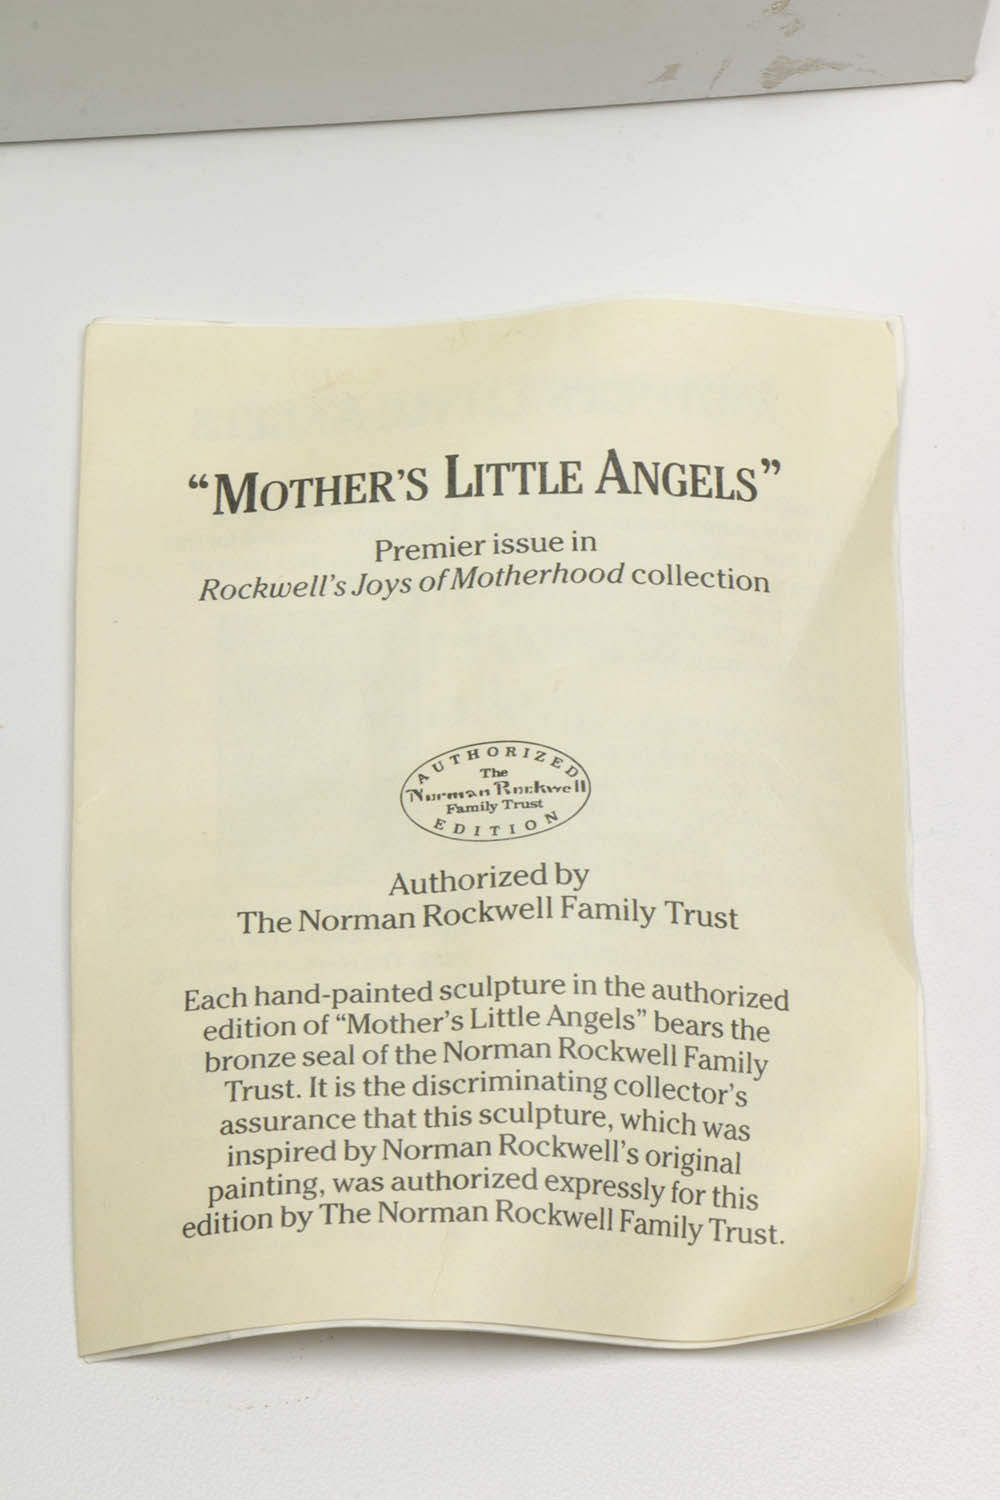 “MOTHER’S LITTLE ANGELS”
Premier issue in
Rockwell’s Joys of Motherhood collection
AUTHORIZED
The
Norman Rockwell
Family Trust
EDITION
Authorized by
The Norman Rockwell Family Trust
Each hand-painted sculpture in the authorized
edition of “Mother’s Little Angels” bears the
bronze seal of the Norman Rockwell Family
Trust. It is the discriminating collector’s
assurance that this sculpture, which was
inspired by Norman Rockwell’s original
painting, was authorized expressly for this
edition by The Norman Rockwell Family Trust.